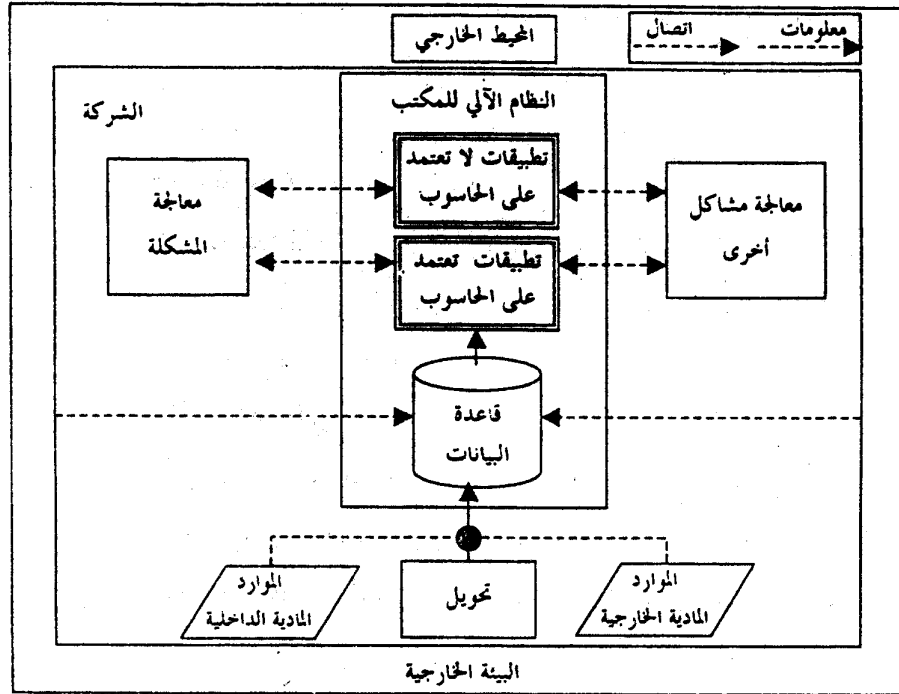 المحيط الخارجي
اتصال
معلومات
الشركة
النظام الآلي للمكتب
تطبيقات لا تعتمد
على الحاسوب
معالجة
المشكلة
معالجة مشاكل
أخرى
تطبيقات تعتمد
على الحاسوب
قاعدة
البيانات
الموارد
المادية الخارجية
تحويل
الموارد
المادية الداخلية
البيئة الخارجية